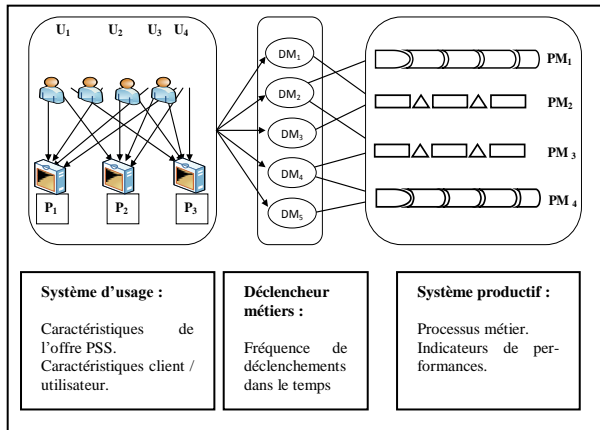 U1 U2 U3 U4
DM1
DM2
DM3
DM4
DM5
PM1
PM2
PM 3
PM 4
P1 P2 P3
Système d'usage :
Caractéristiques de
l'offre PSS.
Caractéristiques client /
utilisateur.
Déclencheur
métiers :
Fréquence de
déclenchements
dans le temps
Système productif :
Processus métier.
Indicateurs de per-
formances.